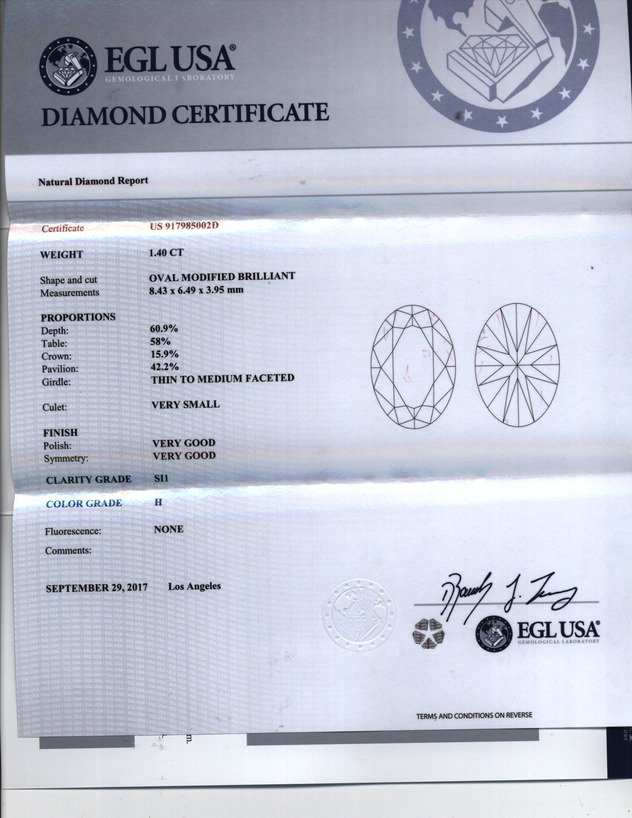 EGL USA®
GEMOLOGICAL LABORATORY
DIAMOND CERTIFICATE
Natural Diamond Report
Certificate US 917985002D
WEIGHT 1.40 CT
Shape and cut OVAL MODIFIED BRILLIANT
Measurements 8.43 x 6.49 x 3.95 mm
PROPORTIONS
Depth: 60.9%
Table: 58%
Crown: 15.9%
Pavilion: 42.2%
Girdle: THIN TO MEDIUM FACETED
Culet: VERY SMALL
FINISH
Polish: VERY GOOD
Symmetry: VERY GOOD
CLARITY GRADE SI1
COLOR GRADE H
Fluorescence: NONE
Comments:
SEPTEMBER 29, 2017 Los Angeles
EGL USA®
GEMOLOGICAL LABORATORY
TERMS AND CONDITIONS ON REVERSE
m.